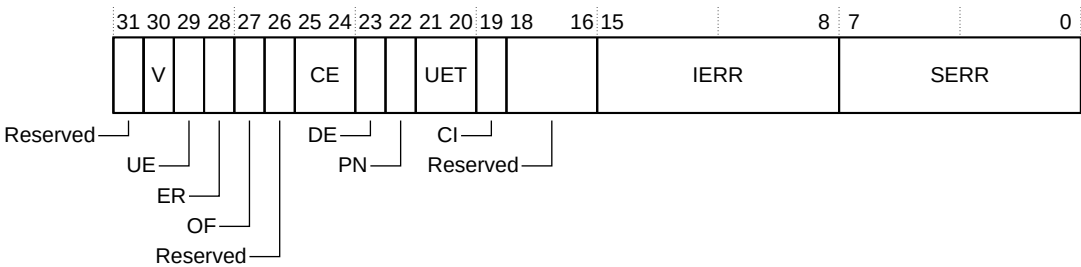 31 30 29 28 27 26 25 24 23 22 21 20 19 18 16 15 8 7 0
V CE UET IERR SERR
Reserved DE CI
UE PN Reserved
ER
OF
Reserved